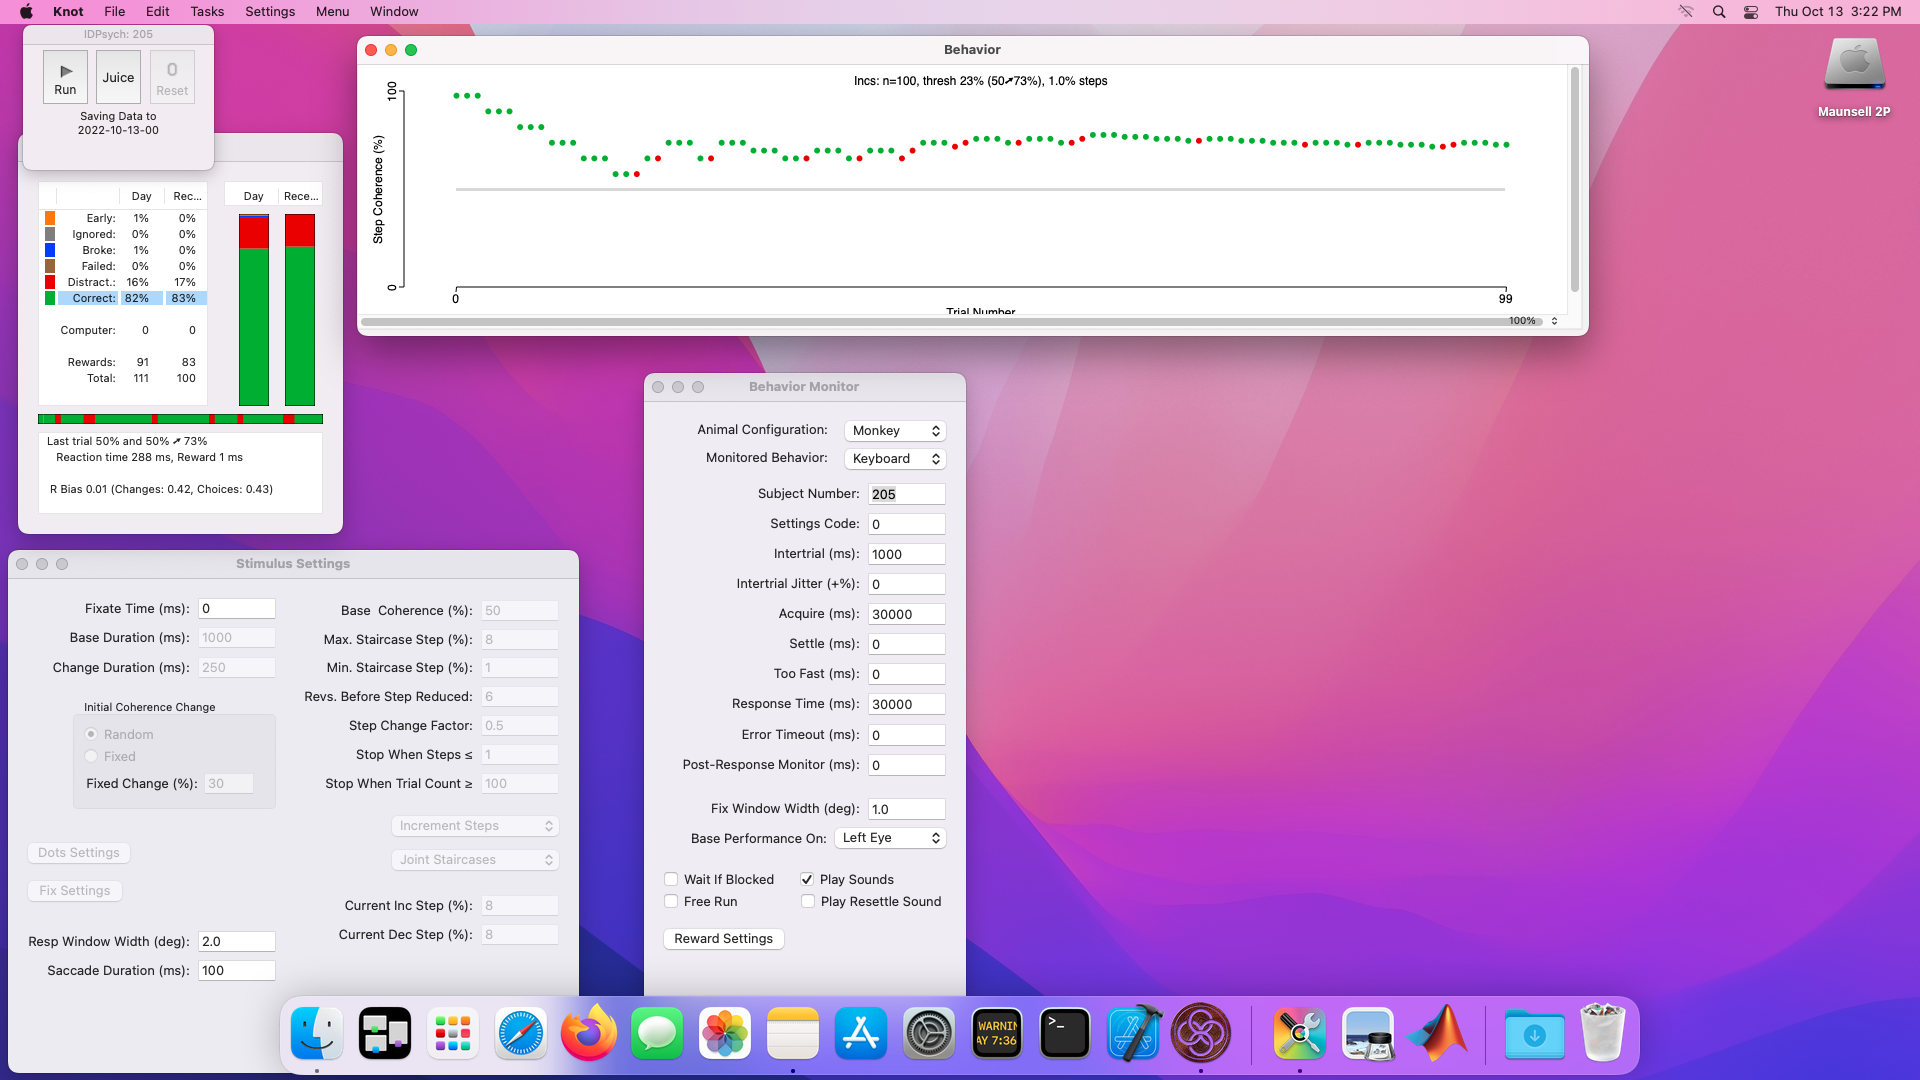 Knot File Edit Tasks Settings Menu Window
Thu Oct 13 3:22 PM
IDPsych: 205
Run
Juice
0
Reset
Saving Data to
2022-10-13-00
Day Rec... Day Rece...
Early: 1% 0%
Ignored: 0% 0%
Broke: 1% 0%
Failed: 0% 0%
Distract.: 16% 17%
Correct: 82% 83%
Computer: 0 0
Rewards: 91 83
Total: 111 100
Last trial 50% and 50% ➚ 73%
Reaction time 288 ms, Reward 1 ms
R Bias 0.01 (Changes: 0.42, Choices: 0.43)
Behavior
Incs: n=100, thresh 23% (50➚73%), 1.0% steps
Step Coherence (%)
100
0
0
99
Trial Number
100%
Maunsell 2P
Stimulus Settings
Fixate Time (ms): 0
Base Duration (ms): 1000
Change Duration (ms): 250
Initial Coherence Change
Random
Fixed
Fixed Change (%): 30
Dots Settings
Fix Settings
Resp Window Width (deg): 2.0
Saccade Duration (ms): 100
Base Coherence (%): 50
Max. Staircase Step (%): 8
Min. Staircase Step (%): 1
Revs. Before Step Reduced: 6
Step Change Factor: 0.5
Stop When Steps ≤ 1
Stop When Trial Count ≥ 100
Increment Steps
Joint Staircases
Current Inc Step (%): 8
Current Dec Step (%): 8
Behavior Monitor
Animal Configuration: Monkey
Monitored Behavior: Keyboard
Subject Number: 205
Settings Code: 0
Intertrial (ms): 1000
Intertrial Jitter (+%): 0
Acquire (ms): 30000
Settle (ms): 0
Too Fast (ms): 0
Response Time (ms): 30000
Error Timeout (ms): 0
Post-Response Monitor (ms): 0
Fix Window Width (deg): 1.0
Base Performance On: Left Eye
Wait If Blocked
Play Sounds
Free Run
Play Resettle Sound
Reward Settings
WARNIN
AY 7:36
>_